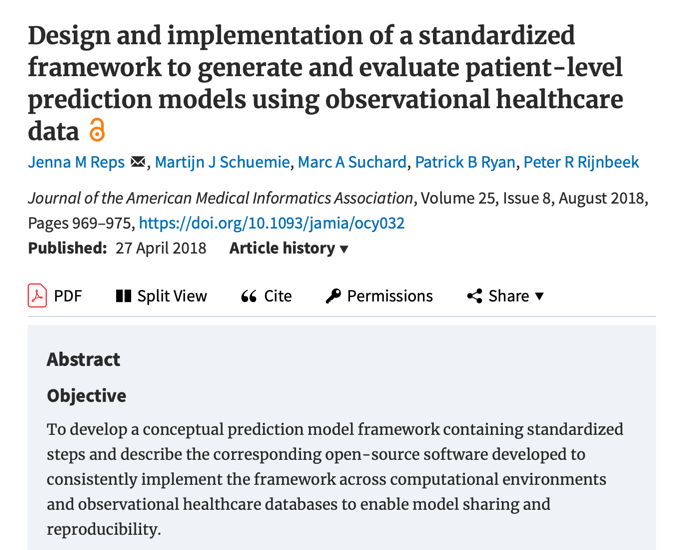 Design and implementation of a standardized
framework to generate and evaluate patient-level
prediction models using observational healthcare
data
Jenna M Reps, Martijn J Schuemie, Marc A Suchard, Patrick B Ryan, Peter R Rijnbeek
Journal of the American Medical Informatics Association, Volume 25, Issue 8, August 2018,
Pages 969–975, https://doi.org/10.1093/jamia/ocy032
Published: 27 April 2018 Article history ▼
PDF Split View Cite Permissions Share ▼
Abstract
Objective
To develop a conceptual prediction model framework containing standardized
steps and describe the corresponding open-source software developed to
consistently implement the framework across computational environments
and observational healthcare databases to enable model sharing and
reproducibility.